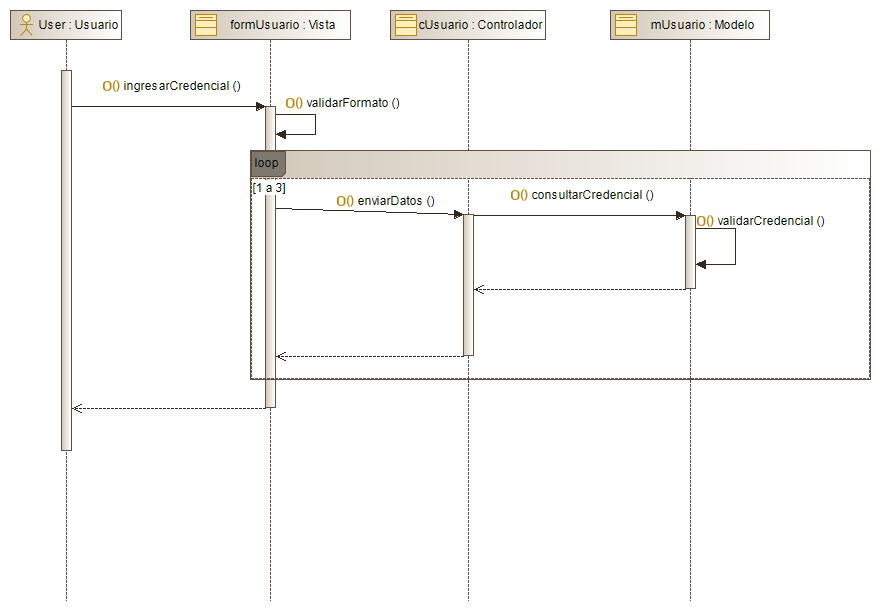 User : Usuario
formUsuario : Vista
cUsuario : Controlador
mUsuario : Modelo
O() ingresarCredencial ()
O() validarFormato ()
loop
[1 a 3]
O() enviarDatos ()
O() consultarCredencial ()
O() validarCredencial ()